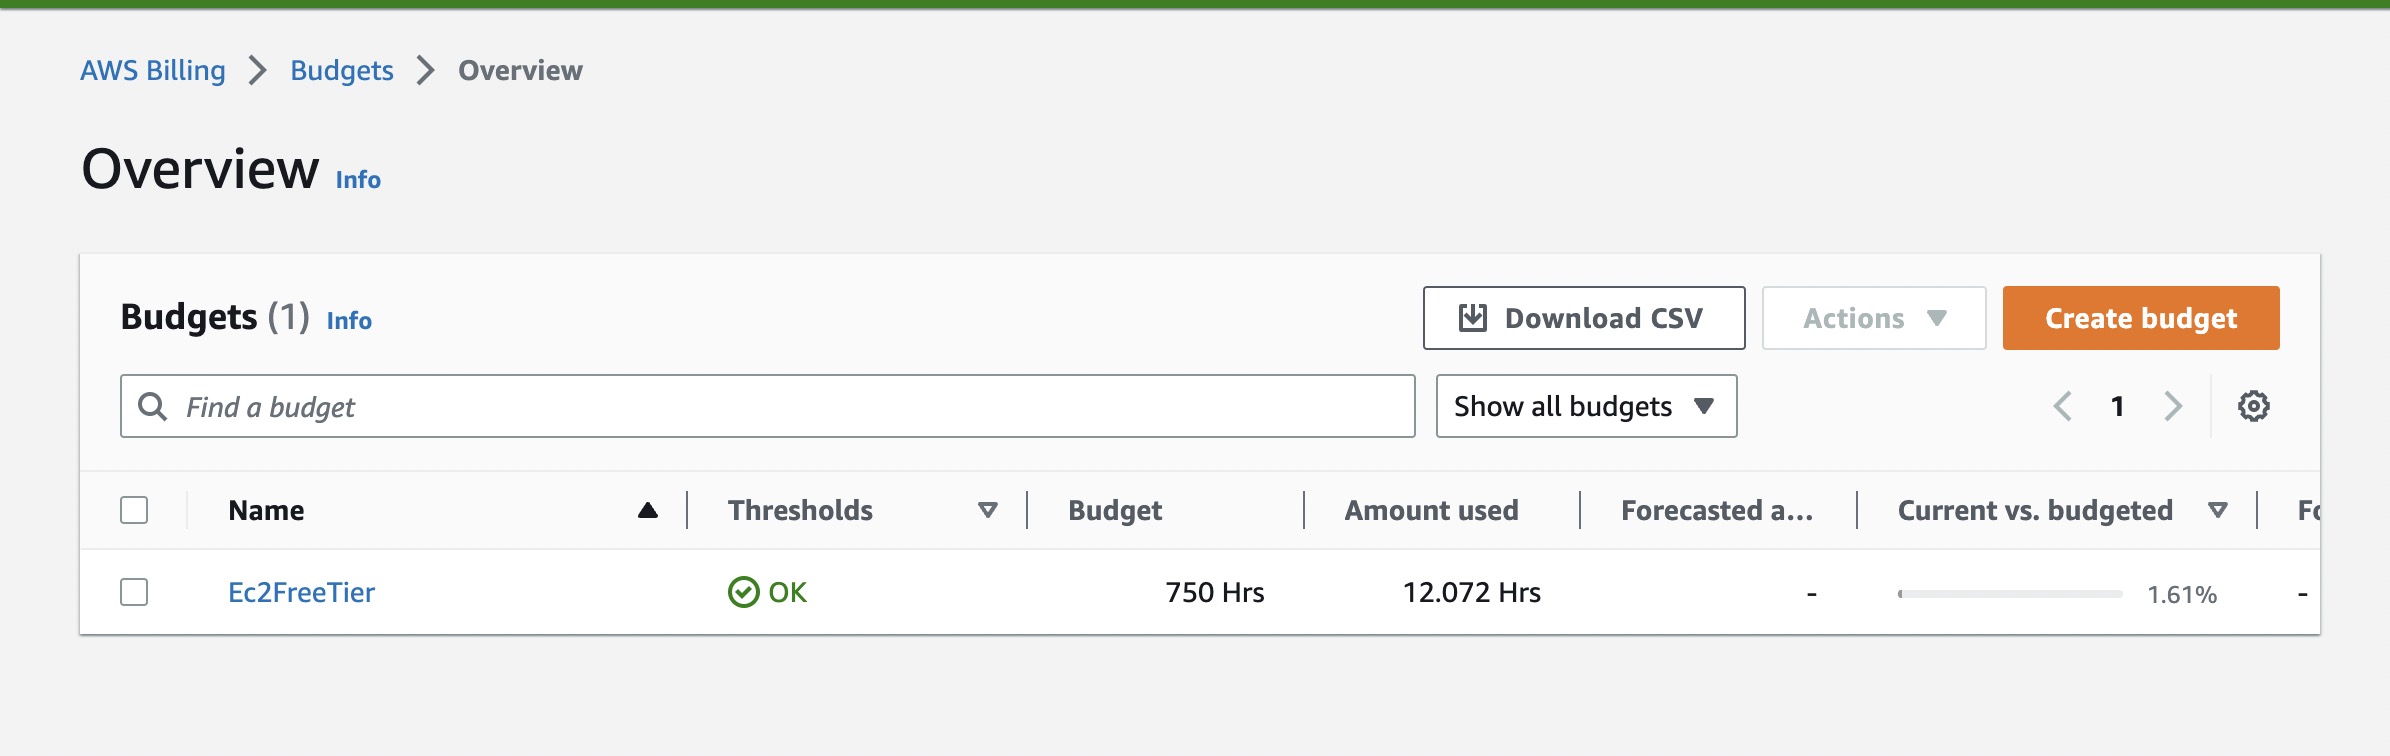 AWS Billing > Budgets > Overview
Overview Info
Budgets (1) Info
Download CSV
Actions
Create budget
Find a budget
Show all budgets
1
Name Thresholds Budget Amount used Forecasted a... Current vs. budgeted
Ec2FreeTier OK 750 Hrs 12.072 Hrs - 1.61% -